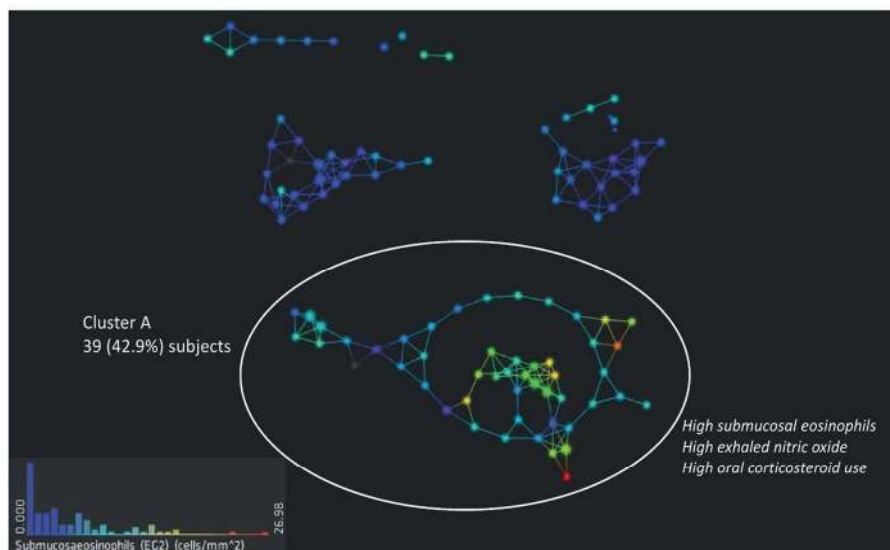 Cluster A
39 (42.9%) subjects
High submucosal eosinophils
High exhaled nitric oxide
High oral corticosteroid use
0.000
26.98
Submucosaeosinophils (EG2) (cells/mm^2)